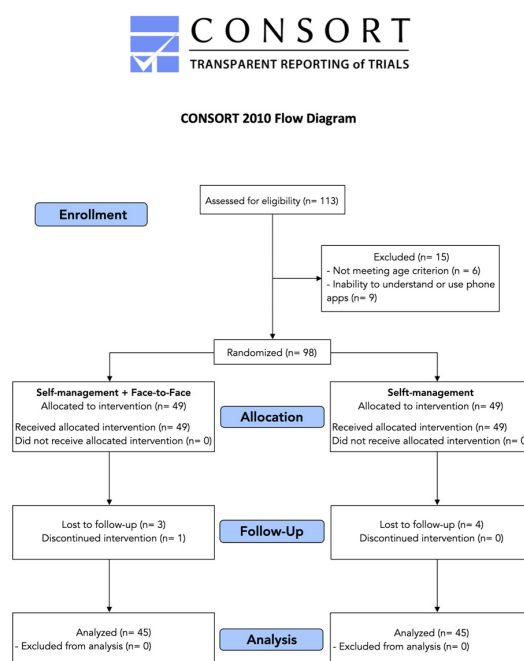 CONSORT
TRANSPARENT REPORTING of TRIALS
CONSORT 2010 Flow Diagram
Enrollment
Assessed for eligibility (n= 113)
Excluded (n= 15)
- Not meeting age criterion (n = 6)
- Inability to understand or use phone
apps (n= 9)
Randomized (n= 98)
Self-management + Face-to-Face
Allocated to intervention (n= 49)
Received allocated intervention (n= 49)
Did not receive allocated intervention (n= 0)
Allocation
Selft-management
Allocated to intervention (n= 49)
Received allocated intervention (n= 49)
Did not receive allocated intervention (n= 0
Lost to follow-up (n= 3)
Discontinued intervention (n= 1)
Follow-Up
Lost to follow-up (n= 4)
Discontinued intervention (n= 0)
Analyzed (n= 45)
- Excluded from analysis (n= 0)
Analysis
Analyzed (n= 45)
- Excluded from analysis (n= 0)